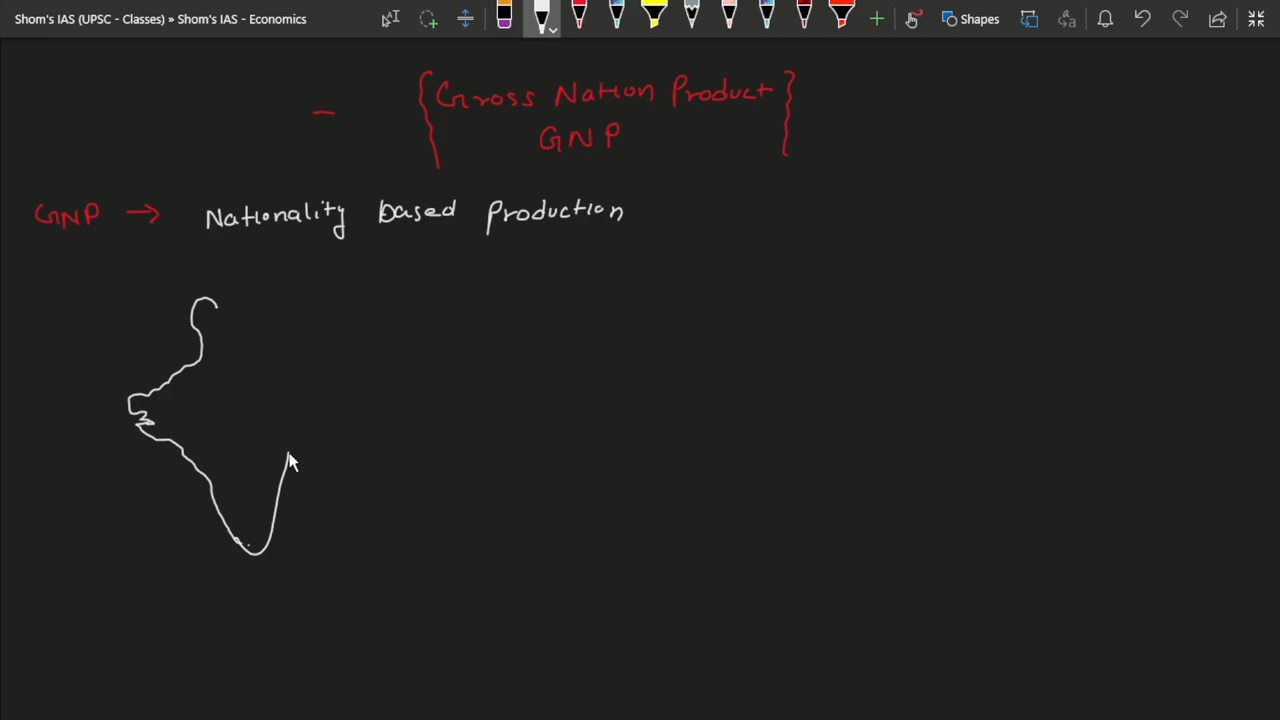 Shom's IAS (UPSC - Classes) » Shom's IAS - Economics
Shapes
- { Gross Nation Product }
GNP
GNP → Nationality based Production